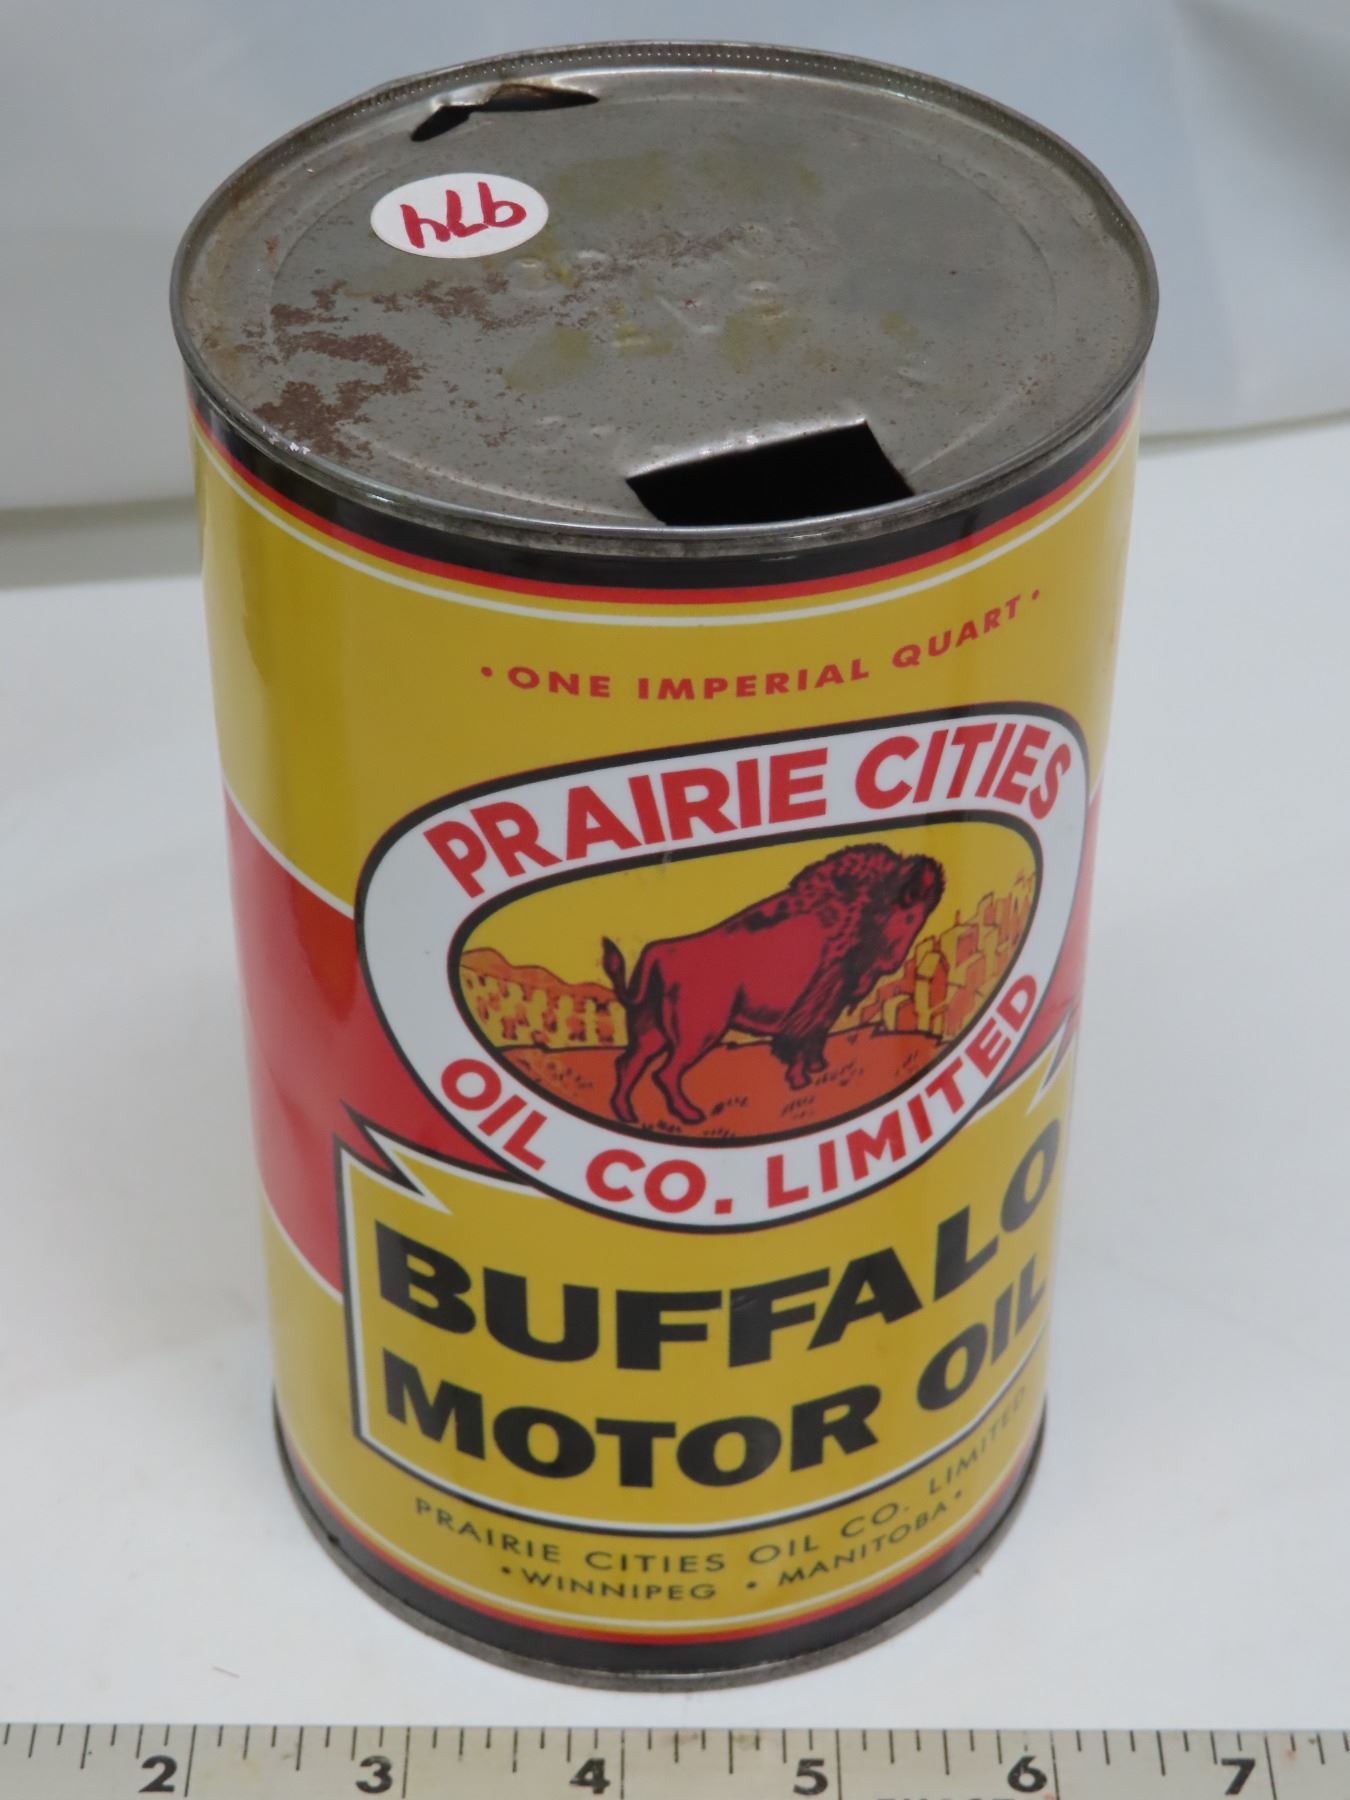 974
• ONE IMPERIAL QUART •
PRAIRIE CITIES
OIL CO. LIMITED
BUFFALO
MOTOR OIL
PRAIRIE CITIES OIL CO. LIMITED
• WINNIPEG • MANITOBA •
2 3 4 5 6 7